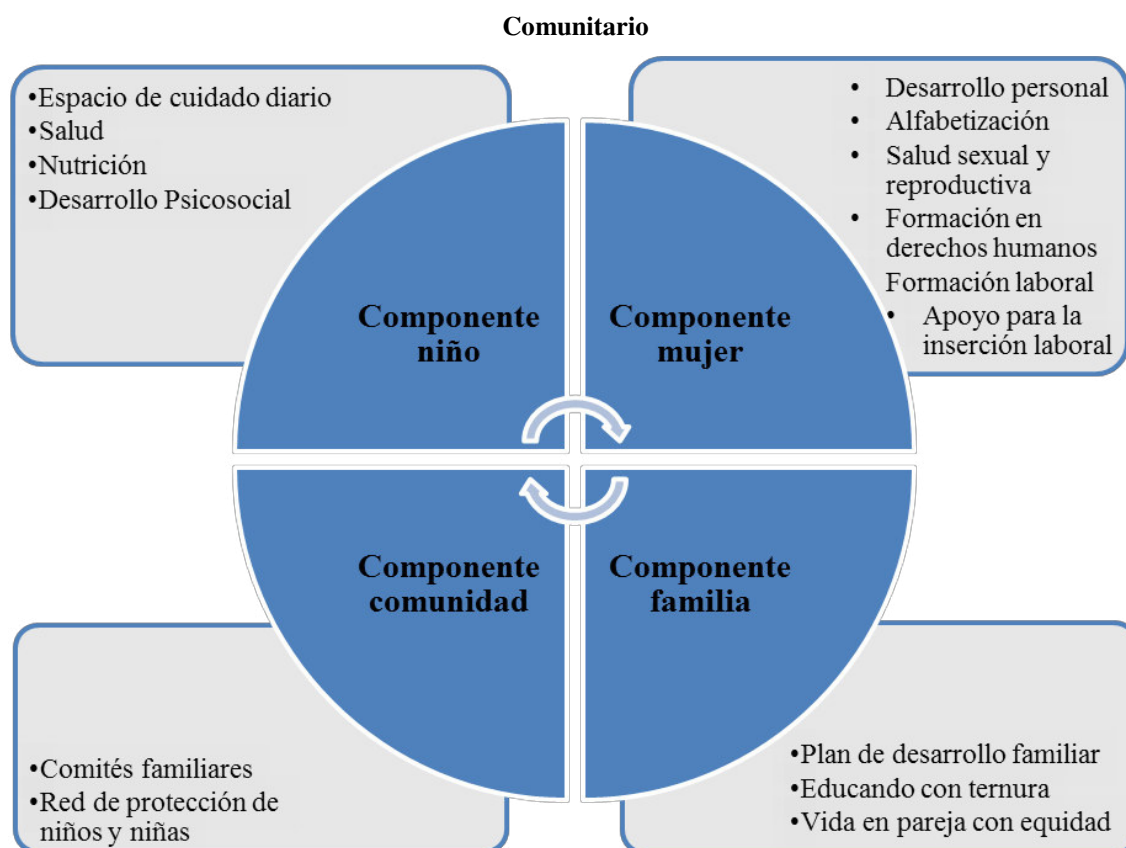 Comunitario
•Espacio de cuidado diario
•Salud
•Nutrición
•Desarrollo Psicosocial
• Desarrollo personal
• Alfabetización
• Salud sexual y
reproductiva
• Formación en
derechos humanos
Formación laboral
• Apoyo para la
inserción laboral
Componente
niño
Componente
mujer
Componente
comunidad
Componente
familia
•Comités familiares
•Red de protección de
niños y niñas
•Plan de desarrollo familiar
•Educando con ternura
•Vida en pareja con equidad